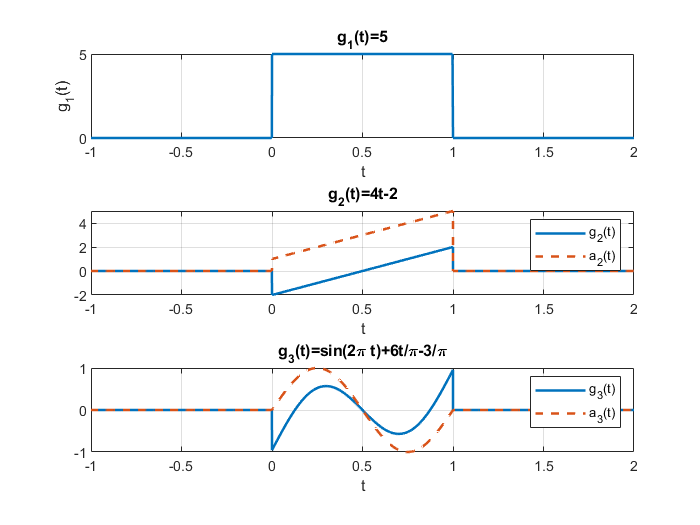 g₁(t)=5
g₁(t)
5
0
-1 -0.5 0 0.5 1 1.5 2
t
g₂(t)=4t-2
4
2
0
-2
g₂(t)
a₂(t)
-1 -0.5 0 0.5 1 1.5 2
t
g₃(t)=sin(2π t)+6t/π-3/π
1
0
-1
g₃(t)
a₃(t)
-1 -0.5 0 0.5 1 1.5 2
t